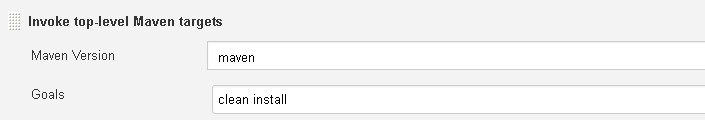 Invoke top-level Maven targets
Maven Version
maven
Goals
clean install